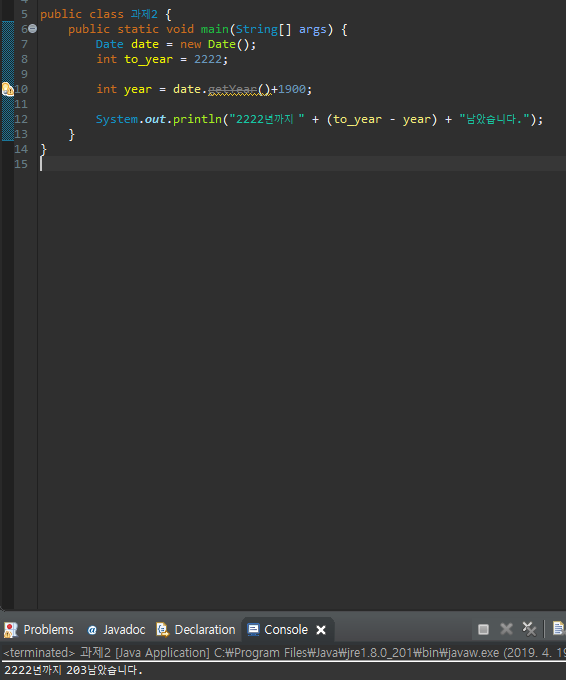 5 public class 과제2 {
6 public static void main(String[] args) {
7 Date date = new Date();
8 int to_year = 2222;
9
10 int year = date.getYear()+1900;
11
12 System.out.println("2222년까지 " + (to_year - year) + "남았습니다.");
13 }
14 }
15
Problems @ Javadoc Declaration Console
<terminated> 과제2 [Java Application] C:₩Program Files₩Java₩jre1.8.0_201₩bin₩javaw.exe (2019. 4. 19
2222년까지 203남았습니다.